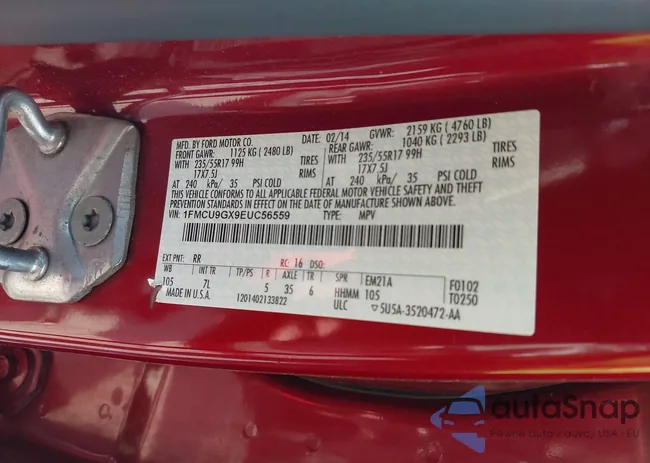 MFD. BY FORD MOTOR CO.
DATE: 02/14 GVWR: 2159 KG ( 4760 LB)
FRONT GAWR: 1125 KG ( 2480 LB) REAR GAWR: 1040 KG ( 2293 LB)
WITH TIRES WITH TIRES
235/55R17 99H 235/55R17 99H
17X7.5J RIMS 17X7.5J RIMS
AT 240 kPa/ 35 PSI COLD AT 240 kPa/ 35 PSI COLD
THIS VEHICLE CONFORMS TO ALL APPLICABLE FEDERAL MOTOR VEHICLE SAFETY AND THEFT
PREVENTION STANDARDS IN EFFECT ON THE DATE OF MANUFACTURE SHOWN ABOVE.
VIN: 1FMCU9GX9EUC56559 TYPE: MPV
EXT PNT: RR RC: 16 DSO:
WB INT TR TP/PS R AXLE TR SPR EM21A F0102
105 7L 5 35 6 HHMM 105 T0250
MADE IN U.S.A. 1201402133822 ULC 5U5A-3520472-AA
autoSnap
Pewne auta z aukcji USA - EU